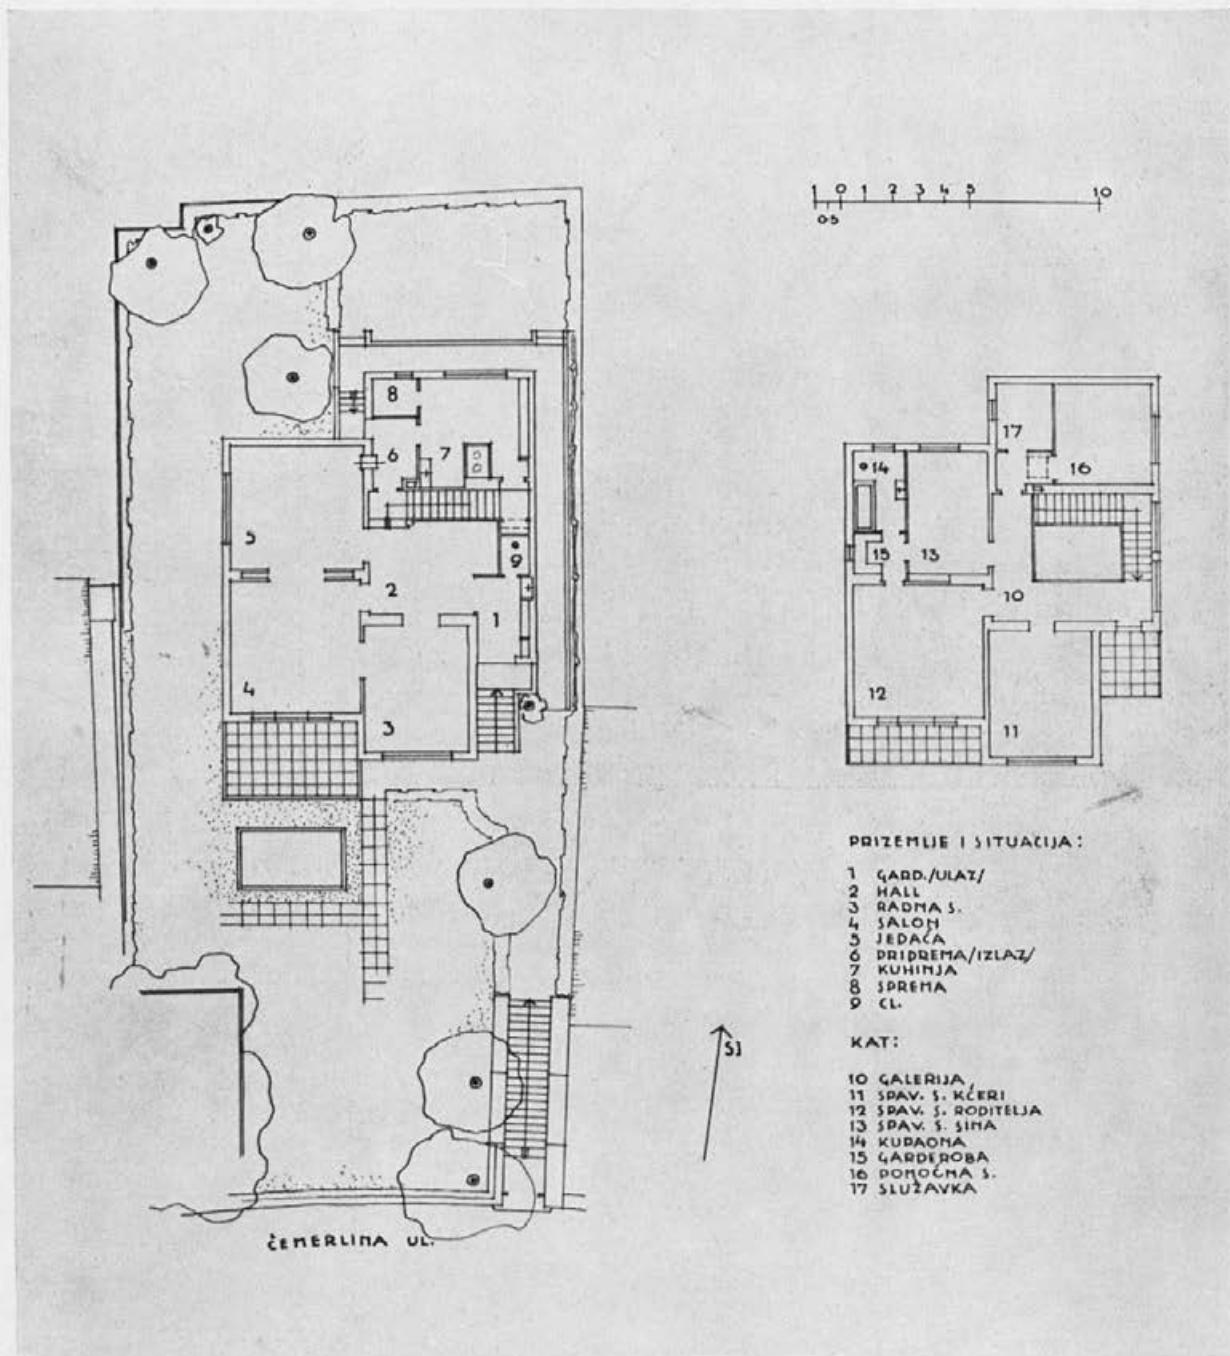 1 0 1 2 3 4 5 10
0.5
8
6 7
5
9
2
1
4
3
17
16
14
15 13
10
12
11
PRIZEMLJE I SITUACIJA:
1 GARD./ULAZ/
2 HALL
3 RADNA S.
4 SALON
5 JEDAĆA
6 PRIPREMA/IZLAZ/
7 KUHINJA
8 SPREMA
9 CL.
SJ
KAT:
10 GALERIJA
11 SPAV. S. KĆERI
12 SPAV. S. RODITELJA
13 SPAV. S. SINA
14 KUPAONA
15 GARDEROBA
16 POMOĆNA S.
17 SLUŽAVKA
ĆEMERLINA UL.